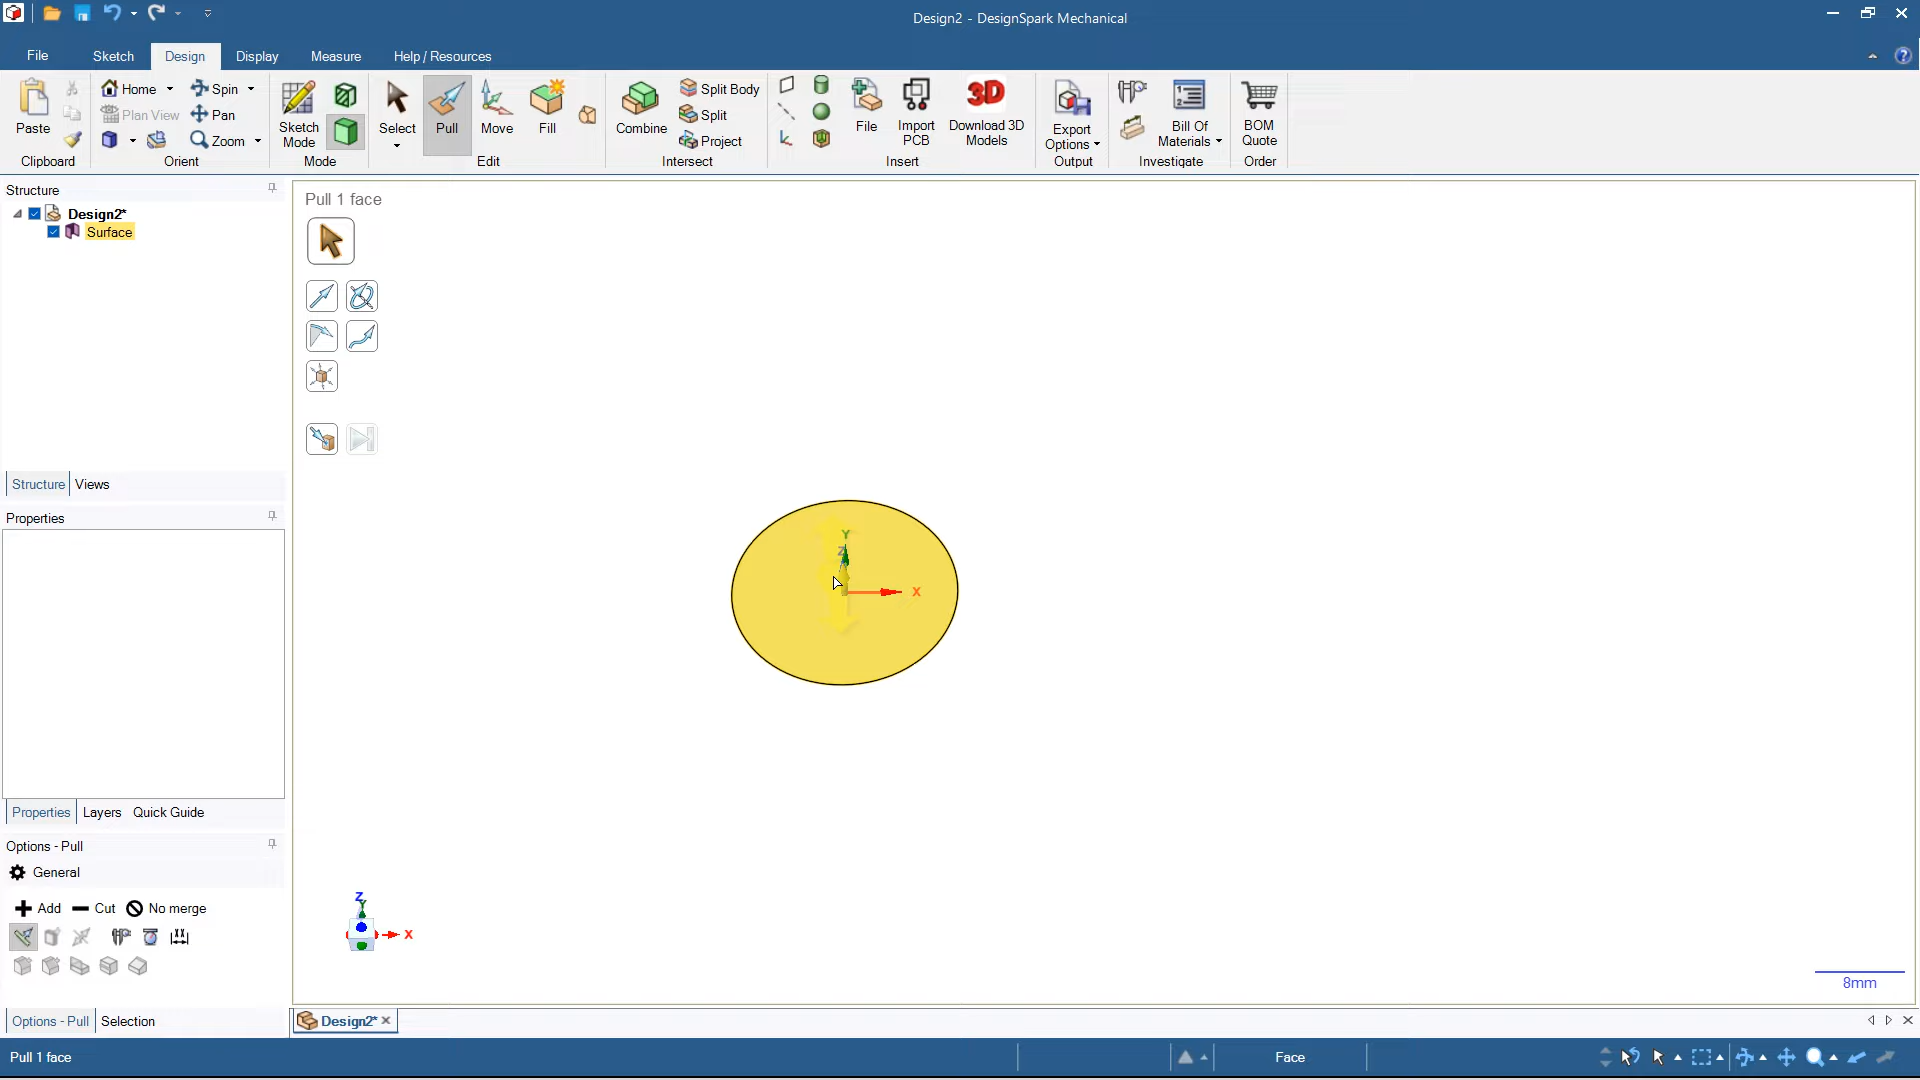 Design2 - DesignSpark Mechanical
File Sketch Design Display Measure Help / Resources
Paste
Clipboard
Home Spin
Plan View Pan
Zoom
Orient
Sketch Mode
Mode
Select Pull Move Fill
Edit
Combine
Split Body
Split
Project
Intersect
File
Import PCB
Download 3D Models
Insert
Export Options
Output
Bill Of Materials
Investigate
BOM Quote
Order
Structure
Design2*
Surface
Structure Views
Properties
Properties Layers Quick Guide
Options - Pull
General
Add Cut No merge
Options - Pull Selection
Pull 1 face
Y
Z
X
Z
Y
X
8mm
Design2*
Pull 1 face
Face